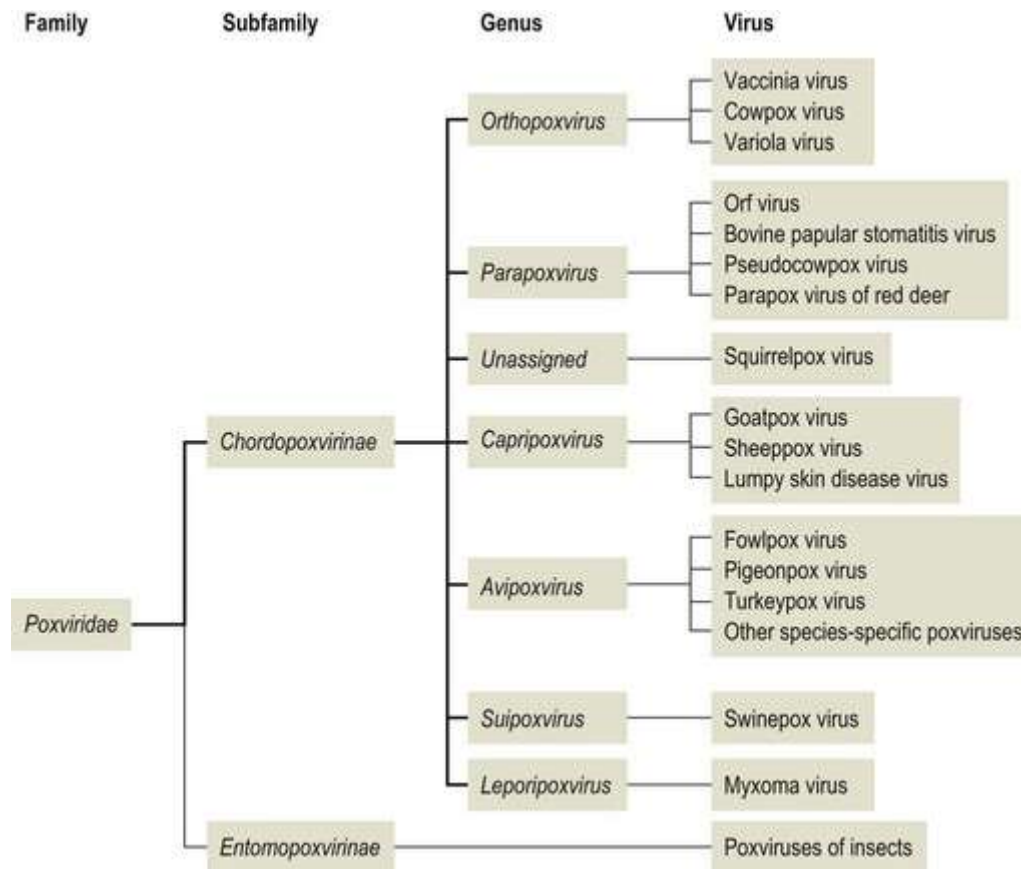 Family Subfamily Genus Virus
Vaccinia virus
Cowpox virus
Variola virus
Orthopoxvirus
Orf virus
Bovine papular stomatitis virus
Pseudocowpox virus
Parapox virus of red deer
Parapoxvirus
Unassigned
Squirrelpox virus
Chordopoxvirinae
Capripoxvirus
Goatpox virus
Sheeppox virus
Lumpy skin disease virus
Fowlpox virus
Pigeonpox virus
Turkeypox virus
Other species-specific poxviruses
Avipoxvirus
Poxviridae
Suipoxvirus
Swinepox virus
Leporipoxvirus
Myxoma virus
Entomopoxvirinae
Poxviruses of insects